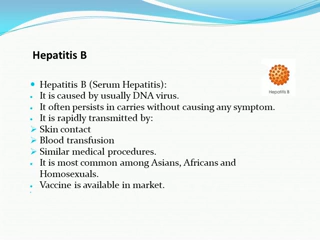 Hepatitis B
Hepatitis B (Serum Hepatitis):
It is caused by usually DNA virus.
It often persists in carries without causing any symptom.
It is rapidly transmitted by:
Skin contact
Blood transfusion
Similar medical procedures.
It is most common among Asians, Africans and
Homosexuals.
Vaccine is available in market.
Hepatitis B